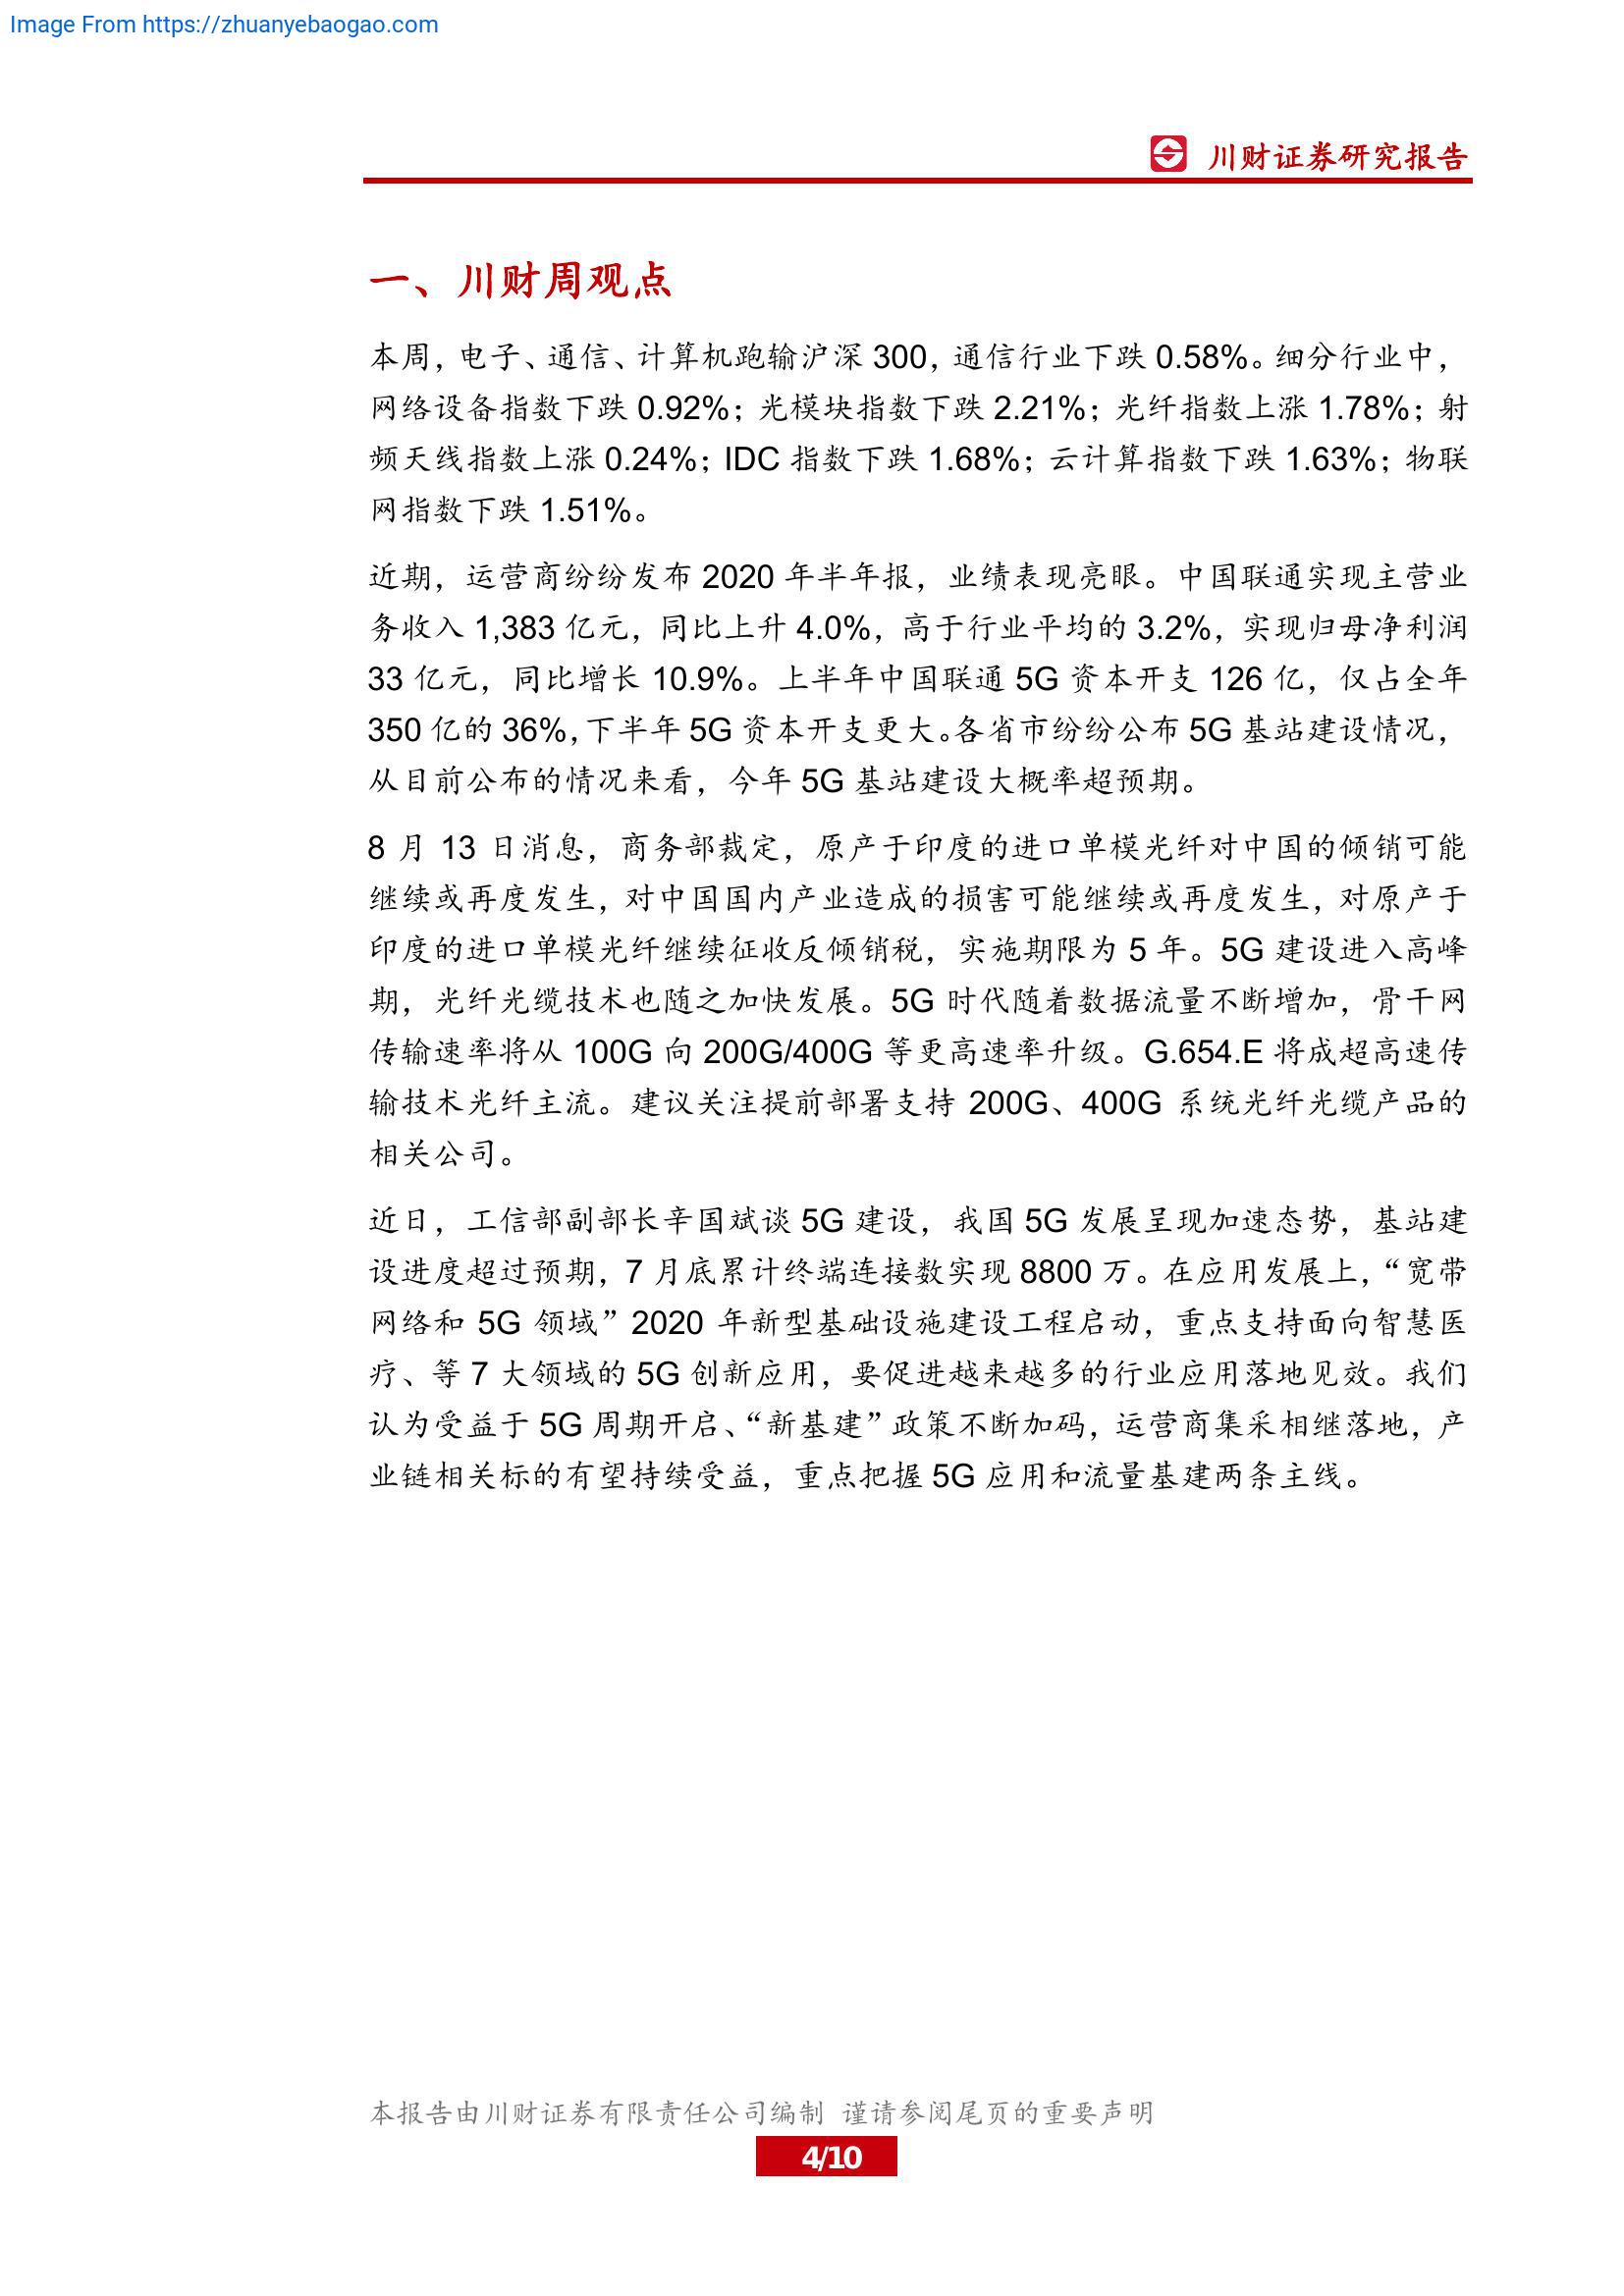 Image From https://zhuanyebaogao.com
川财证券研究报告
一、川财周观点
本周，电子、通信、计算机跑输沪深 300，通信行业下跌 0.58%。细分行业中，
网络设备指数下跌 0.92%；光模块指数下跌 2.21%；光纤指数上涨 1.78%；射
频天线指数上涨 0.24%；IDC 指数下跌 1.68%；云计算指数下跌 1.63%；物联
网指数下跌 1.51%。
近期，运营商纷纷发布 2020 年半年报，业绩表现亮眼。中国联通实现主营业
务收入 1,383 亿元，同比上升 4.0%，高于行业平均的 3.2%，实现归母净利润
33 亿元，同比增长 10.9%。上半年中国联通 5G 资本开支 126 亿，仅占全年
350 亿的 36%，下半年 5G 资本开支更大。各省市纷纷公布 5G 基站建设情况，
从目前公布的情况来看，今年 5G 基站建设大概率超预期。
8 月 13 日消息，商务部裁定，原产于印度的进口单模光纤对中国的倾销可能
继续或再度发生，对中国国内产业造成的损害可能继续或再度发生，对原产于
印度的进口单模光纤继续征收反倾销税，实施期限为 5 年。5G 建设进入高峰
期，光纤光缆技术也随之加快发展。5G 时代随着数据流量不断增加，骨干网
传输速率将从 100G 向 200G/400G 等更高速率升级。G.654.E 将成超高速传
输技术光纤主流。建议关注提前部署支持 200G、400G 系统光纤光缆产品的
相关公司。
近日，工信部副部长辛国斌谈 5G 建设，我国 5G 发展呈现加速态势，基站建
设进度超过预期，7 月底累计终端连接数实现 8800 万。在应用发展上，“宽带
网络和 5G 领域”2020 年新型基础设施建设工程启动，重点支持面向智慧医
疗、等 7 大领域的 5G 创新应用，要促进越来越多的行业应用落地见效。我们
认为受益于 5G 周期开启、“新基建”政策不断加码，运营商集采相继落地，产
业链相关标的有望持续受益，重点把握 5G 应用和流量基建两条主线。
本报告由川财证券有限责任公司编制 谨请参阅尾页的重要声明
4/10